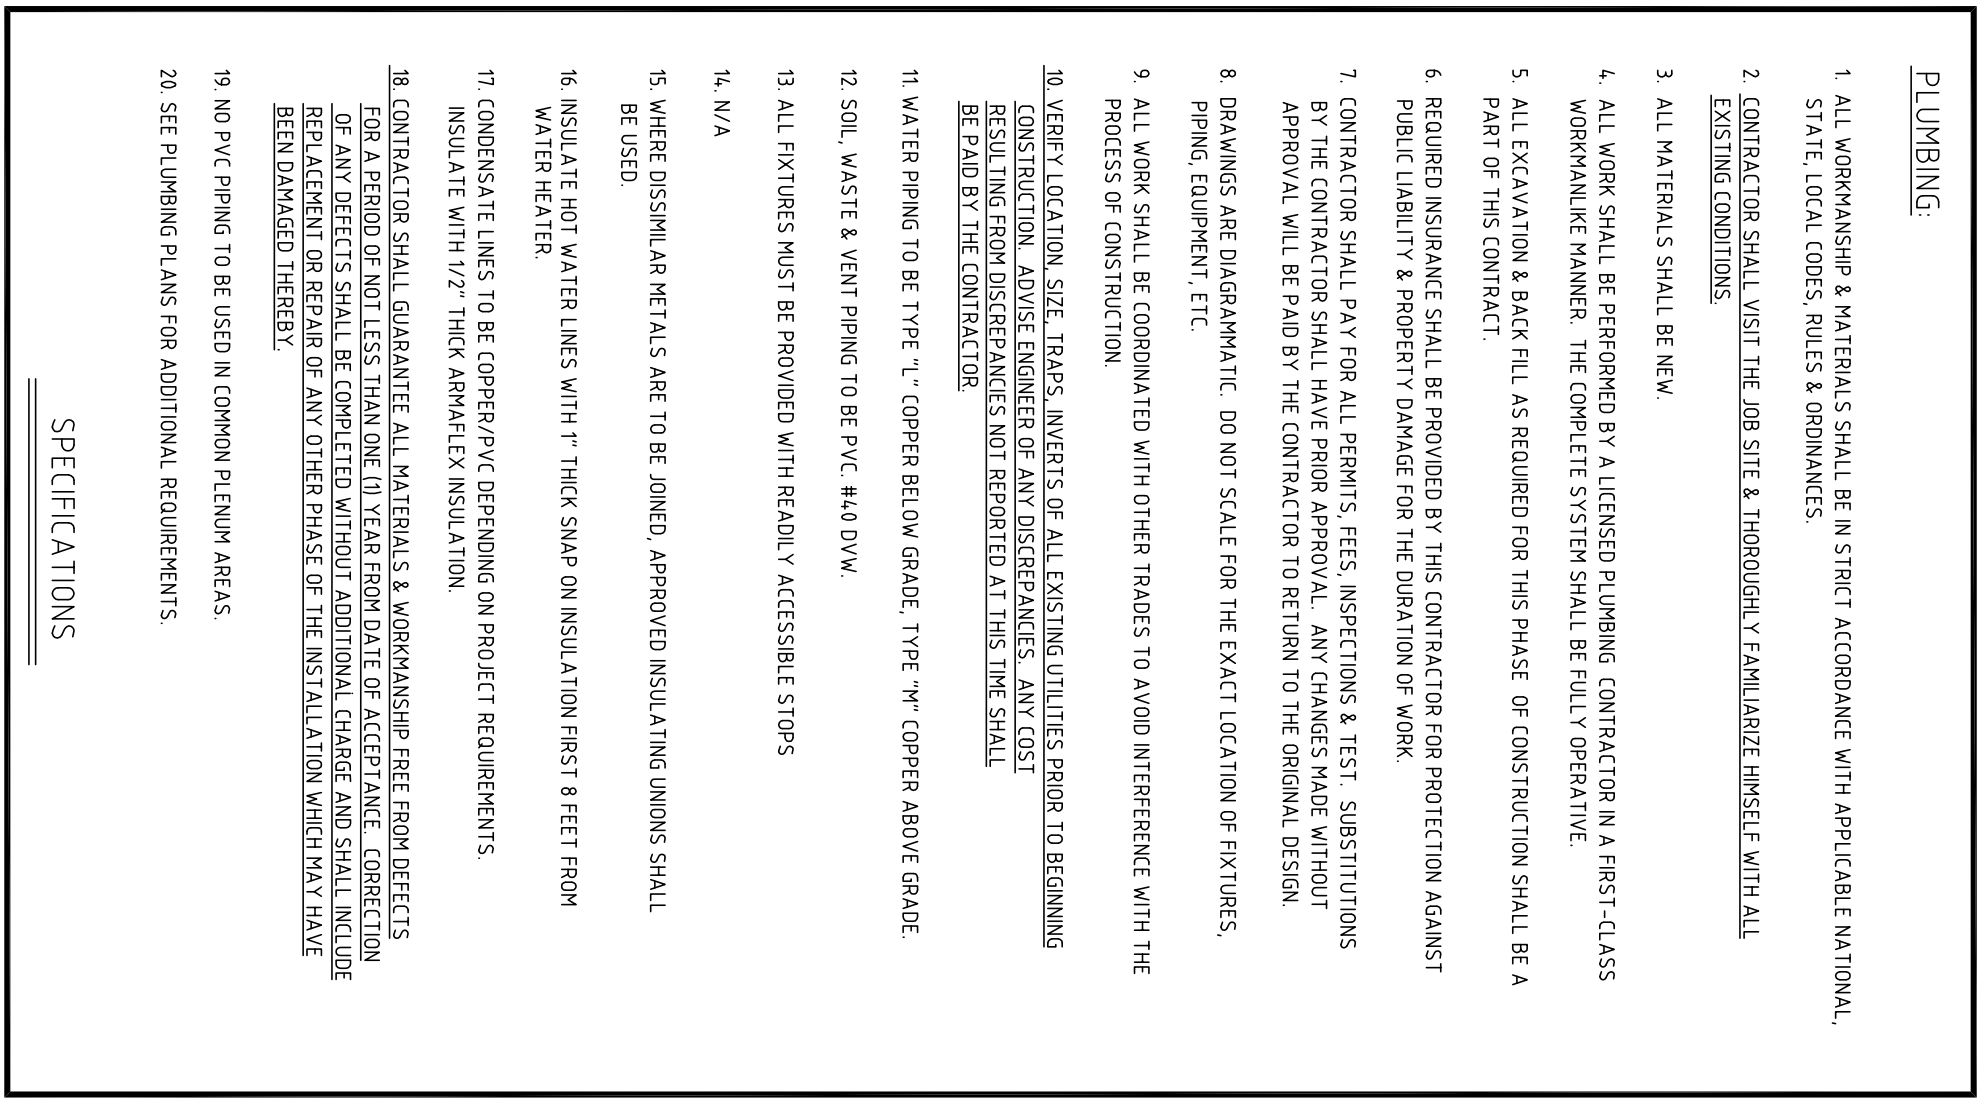 PLUMBING:
1. ALL WORKMANSHIP & MATERIALS SHALL BE IN STRICT ACCORDANCE WITH APPLICABLE NATIONAL,
STATE, LOCAL CODES, RULES & ORDINANCES.
2. CONTRACTOR SHALL VISIT THE JOB SITE & THOROUGHLY FAMILIARIZE HIMSELF WITH ALL
EXISTING CONDITIONS.
3. ALL MATERIALS SHALL BE NEW.
4. ALL WORK SHALL BE PERFORMED BY A LICENSED PLUMBING CONTRACTOR IN A FIRST-CLASS
WORKMANLIKE MANNER. THE COMPLETE SYSTEM SHALL BE FULLY OPERATIVE.
5. ALL EXCAVATION & BACK FILL AS REQUIRED FOR THIS PHASE OF CONSTRUCTION SHALL BE A
PART OF THIS CONTRACT.
6. REQUIRED INSURANCE SHALL BE PROVIDED BY THIS CONTRACTOR FOR PROTECTION AGAINST
PUBLIC LIABILITY & PROPERTY DAMAGE FOR THE DURATION OF WORK.
7. CONTRACTOR SHALL PAY FOR ALL PERMITS, FEES, INSPECTIONS & TEST. SUBSTITUTIONS
BY THE CONTRACTOR SHALL HAVE PRIOR APPROVAL. ANY CHANGES MADE WITHOUT
APPROVAL WILL BE PAID BY THE CONTRACTOR TO RETURN TO THE ORIGINAL DESIGN.
8. DRAWINGS ARE DIAGRAMMATIC. DO NOT SCALE FOR THE EXACT LOCATION OF FIXTURES,
PIPING, EQUIPMENT, ETC.
9. ALL WORK SHALL BE COORDINATED WITH OTHER TRADES TO AVOID INTERFERENCE WITH THE
PROCESS OF CONSTRUCTION.
10. VERIFY LOCATION, SIZE, TRAPS, INVERTS OF ALL EXISTING UTILITIES PRIOR TO BEGINNING
CONSTRUCTION. ADVISE ENGINEER OF ANY DISCREPANCIES. ANY COST
RESULTING FROM DISCREPANCIES NOT REPORTED AT THIS TIME SHALL
BE PAID BY THE CONTRACTOR.
11. WATER PIPING TO BE TYPE "L" COPPER BELOW GRADE, TYPE "M" COPPER ABOVE GRADE.
12. SOIL, WASTE & VENT PIPING TO BE PVC. #40 DVW.
13. ALL FIXTURES MUST BE PROVIDED WITH READILY ACCESSIBLE STOPS
14. N/A
15. WHERE DISSIMILAR METALS ARE TO BE JOINED, APPROVED INSULATING UNIONS SHALL
BE USED.
16. INSULATE HOT WATER LINES WITH 1" THICK SNAP ON INSULATION FIRST 8 FEET FROM
WATER HEATER.
17. CONDENSATE LINES TO BE COPPER/PVC DEPENDING ON PROJECT REQUIREMENTS.
INSULATE WITH 1/2" THICK ARMAFLEX INSULATION.
18. CONTRACTOR SHALL GUARANTEE ALL MATERIALS & WORKMANSHIP FREE FROM DEFECTS
FOR A PERIOD OF NOT LESS THAN ONE (1) YEAR FROM DATE OF ACCEPTANCE. CORRECTION
OF ANY DEFECTS SHALL BE COMPLETED WITHOUT ADDITIONAL CHARGE AND SHALL INCLUDE
REPLACEMENT OR REPAIR OF ANY OTHER PHASE OF THE INSTALLATION WHICH MAY HAVE
BEEN DAMAGED THEREBY.
19. NO PVC PIPING TO BE USED IN COMMON PLENUM AREAS.
20. SEE PLUMBING PLANS FOR ADDITIONAL REQUIREMENTS.
SPECIFICATIONS